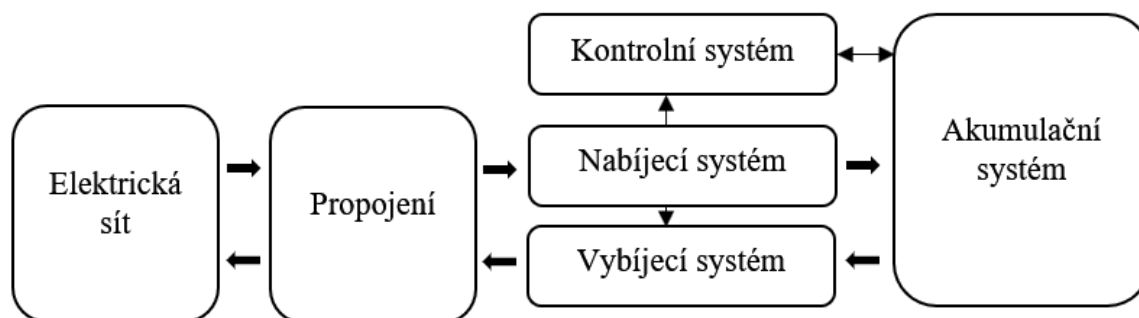 Elektrická
sít
Propojení
Kontrolní systém
Nabíjecí systém
Vybíjecí systém
Akumulační
systém